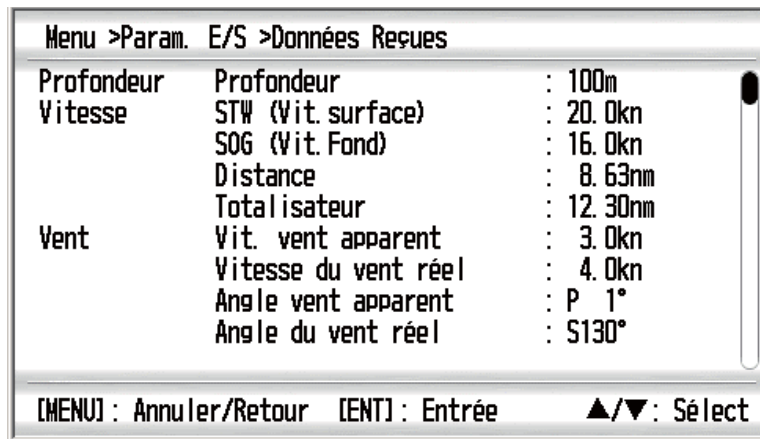 Menu >Param. E/S >Données Reçues
Profondeur Profondeur : 100m
Vitesse STW (Vit.surface) : 20.0kn
SOG (Vit.Fond) : 16.0kn
Distance : 8.63nm
Totalisateur : 12.30nm
Vent Vit. vent apparent : 3.0kn
Vitesse du vent réel : 4.0kn
Angle vent apparent : P 1°
Angle du vent réel : S130°
[MENU] : Annuler/Retour [ENT] : Entrée ▲/▼ : Sélect